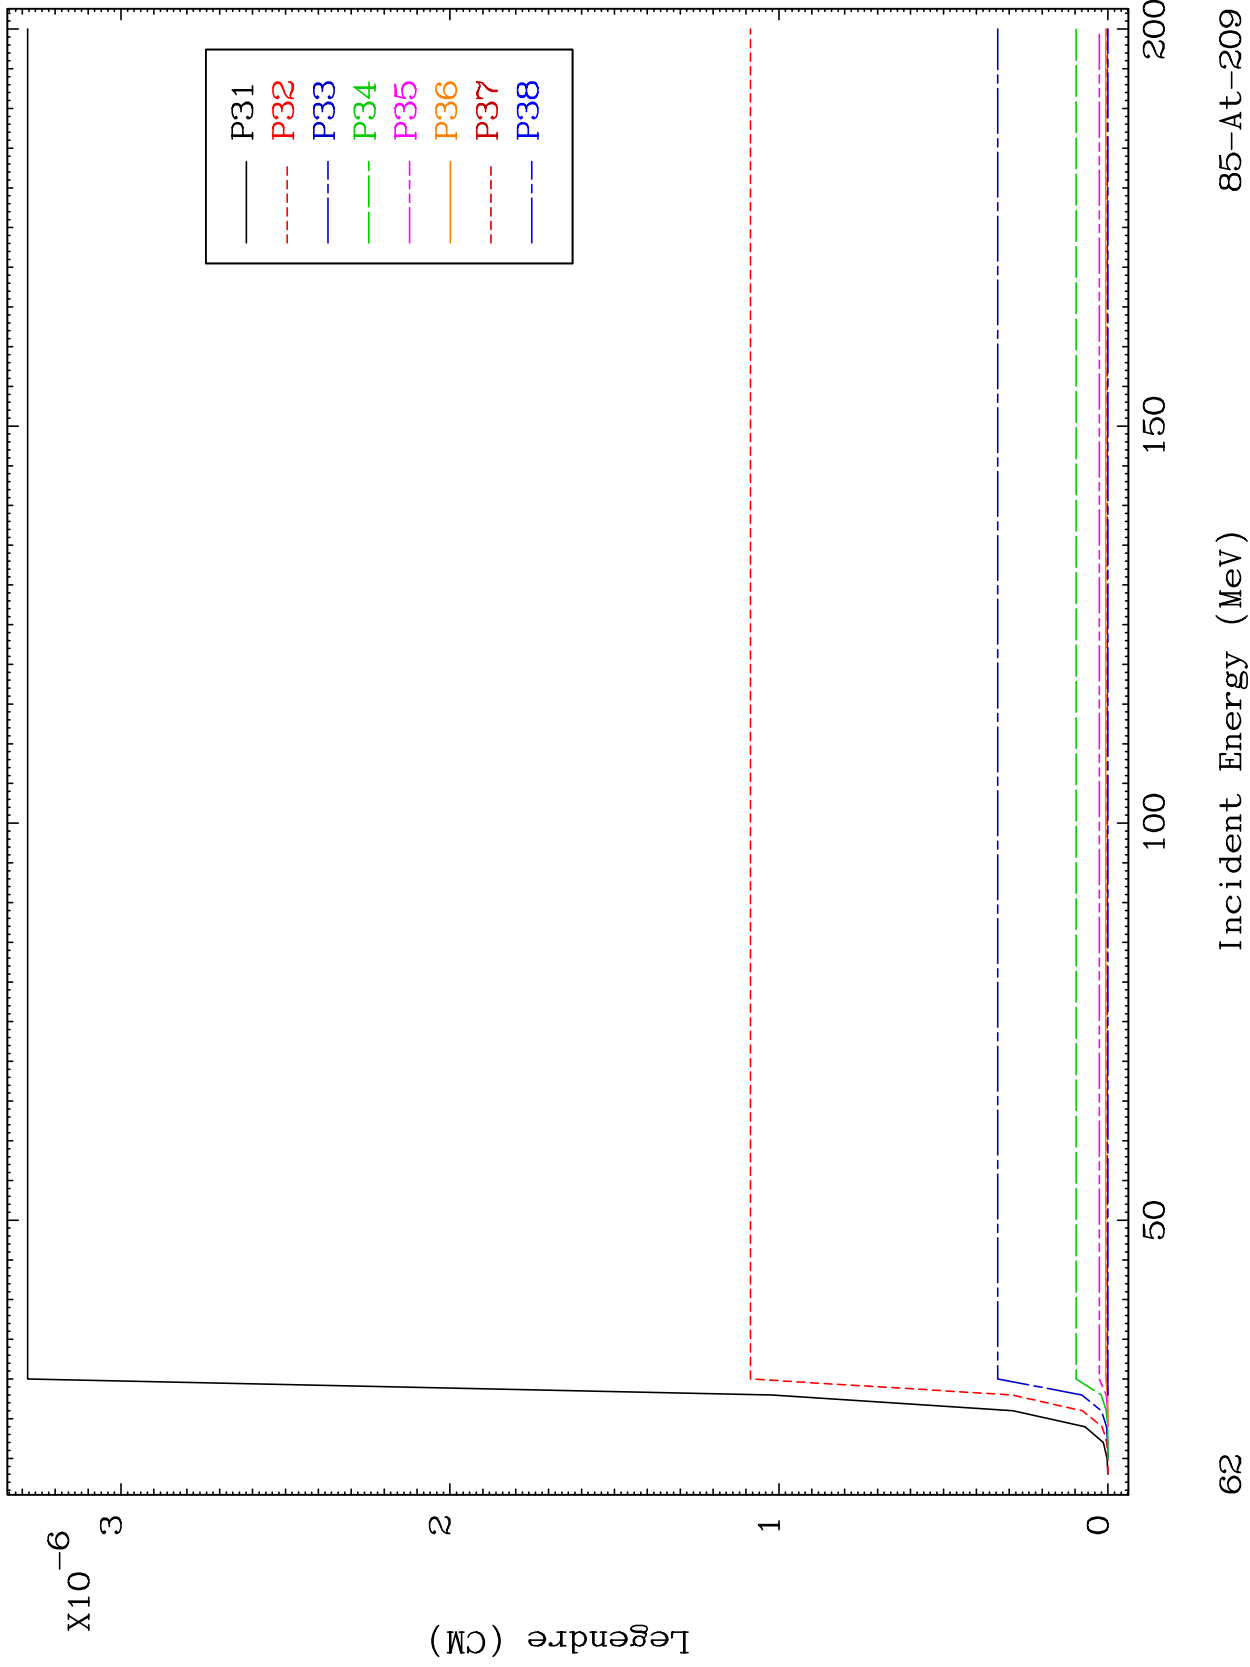 X10-6
3
2
1
0
Legendre (CM)
P31
P32
P33
P34
P35
P36
P37
P38
50
100
150
200
62
Incident Energy (MeV)
85-At-209